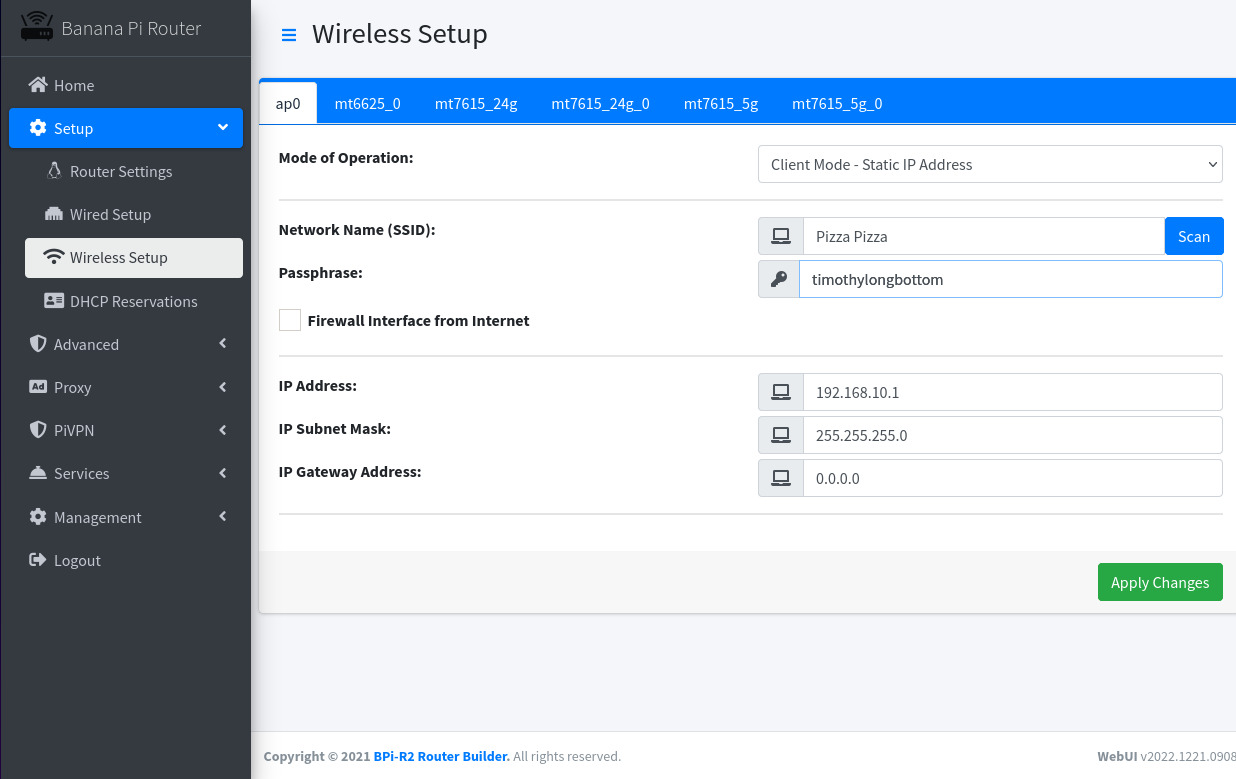 Banana Pi Router
Wireless Setup
Home
Setup
Router Settings
Wired Setup
Wireless Setup
DHCP Reservations
Advanced
Ad Proxy
PiVPN
Services
Management
Logout
ap0 mt6625_0 mt7615_24g mt7615_24g_0 mt7615_5g mt7615_5g_0
Mode of Operation: Client Mode - Static IP Address
Network Name (SSID): Pizza Pizza Scan
Passphrase: timothylongbottom
Firewall Interface from Internet
IP Address: 192.168.10.1
IP Subnet Mask: 255.255.255.0
IP Gateway Address: 0.0.0.0
Apply Changes
Copyright © 2021 BPi-R2 Router Builder. All rights reserved. WebUI v2022.1221.0908